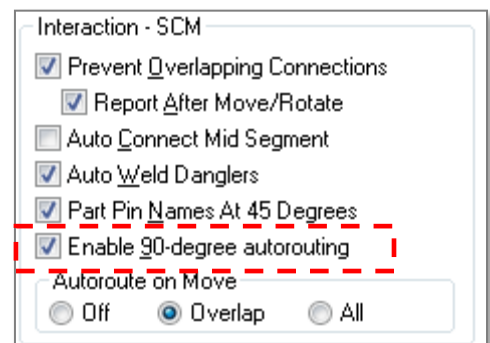 Interaction - SCM
Prevent Overlapping Connections
Report After Move/Rotate
Auto Connect Mid Segment
Auto Weld Danglers
Part Pin Names At 45 Degrees
Enable 90-degree autorouting
Autoroute on Move
Off Overlap All